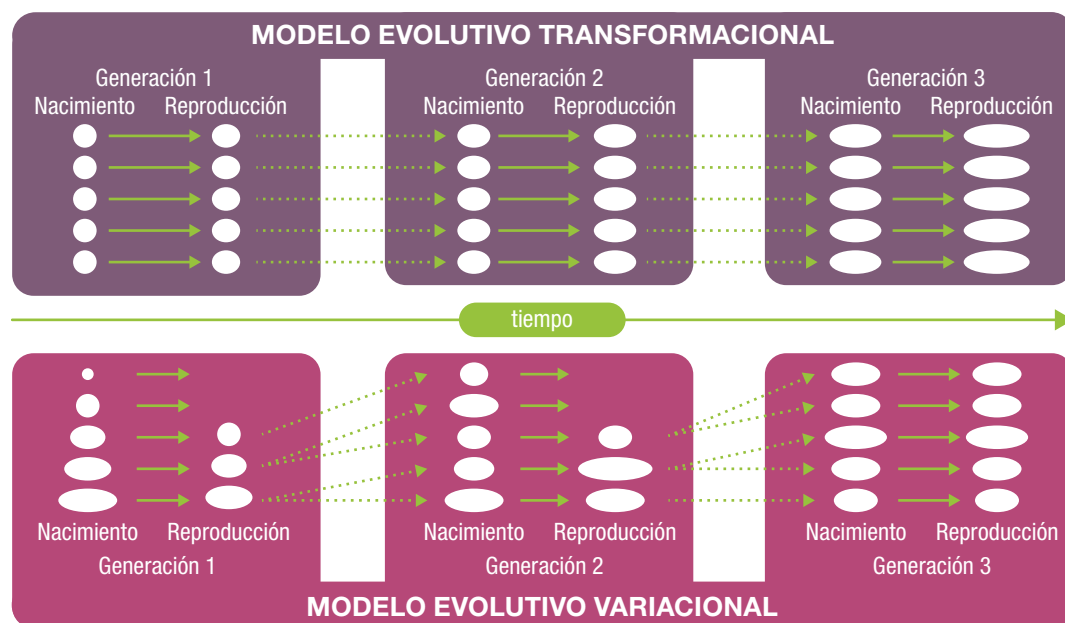 MODELO EVOLUTIVO TRANSFORMACIONAL
Generación 1 Generación 2 Generación 3
Nacimiento Reproducción Nacimiento Reproducción Nacimiento Reproducción
tiempo
Nacimiento Reproducción Nacimiento Reproducción Nacimiento Reproducción
Generación 1 Generación 2 Generación 3
MODELO EVOLUTIVO VARIACIONAL